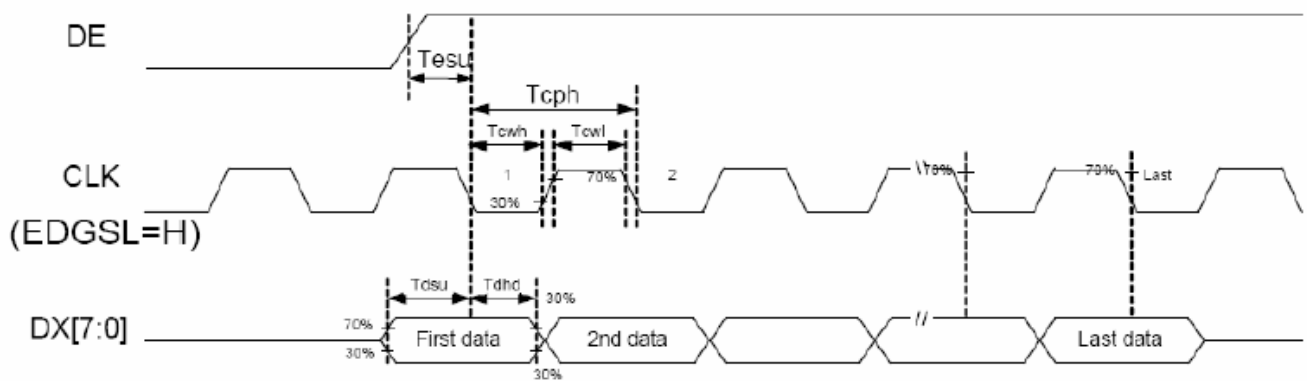 DE
Tesu
Tcph
Tcwh Tcwl
CLK 1 70% 2 \\ 70% 70% Last
30%
(EDGSL=H)
Tdsu Tdhd
30%
DX[7:0] 70% First data 2nd data // Last data
30%
30%